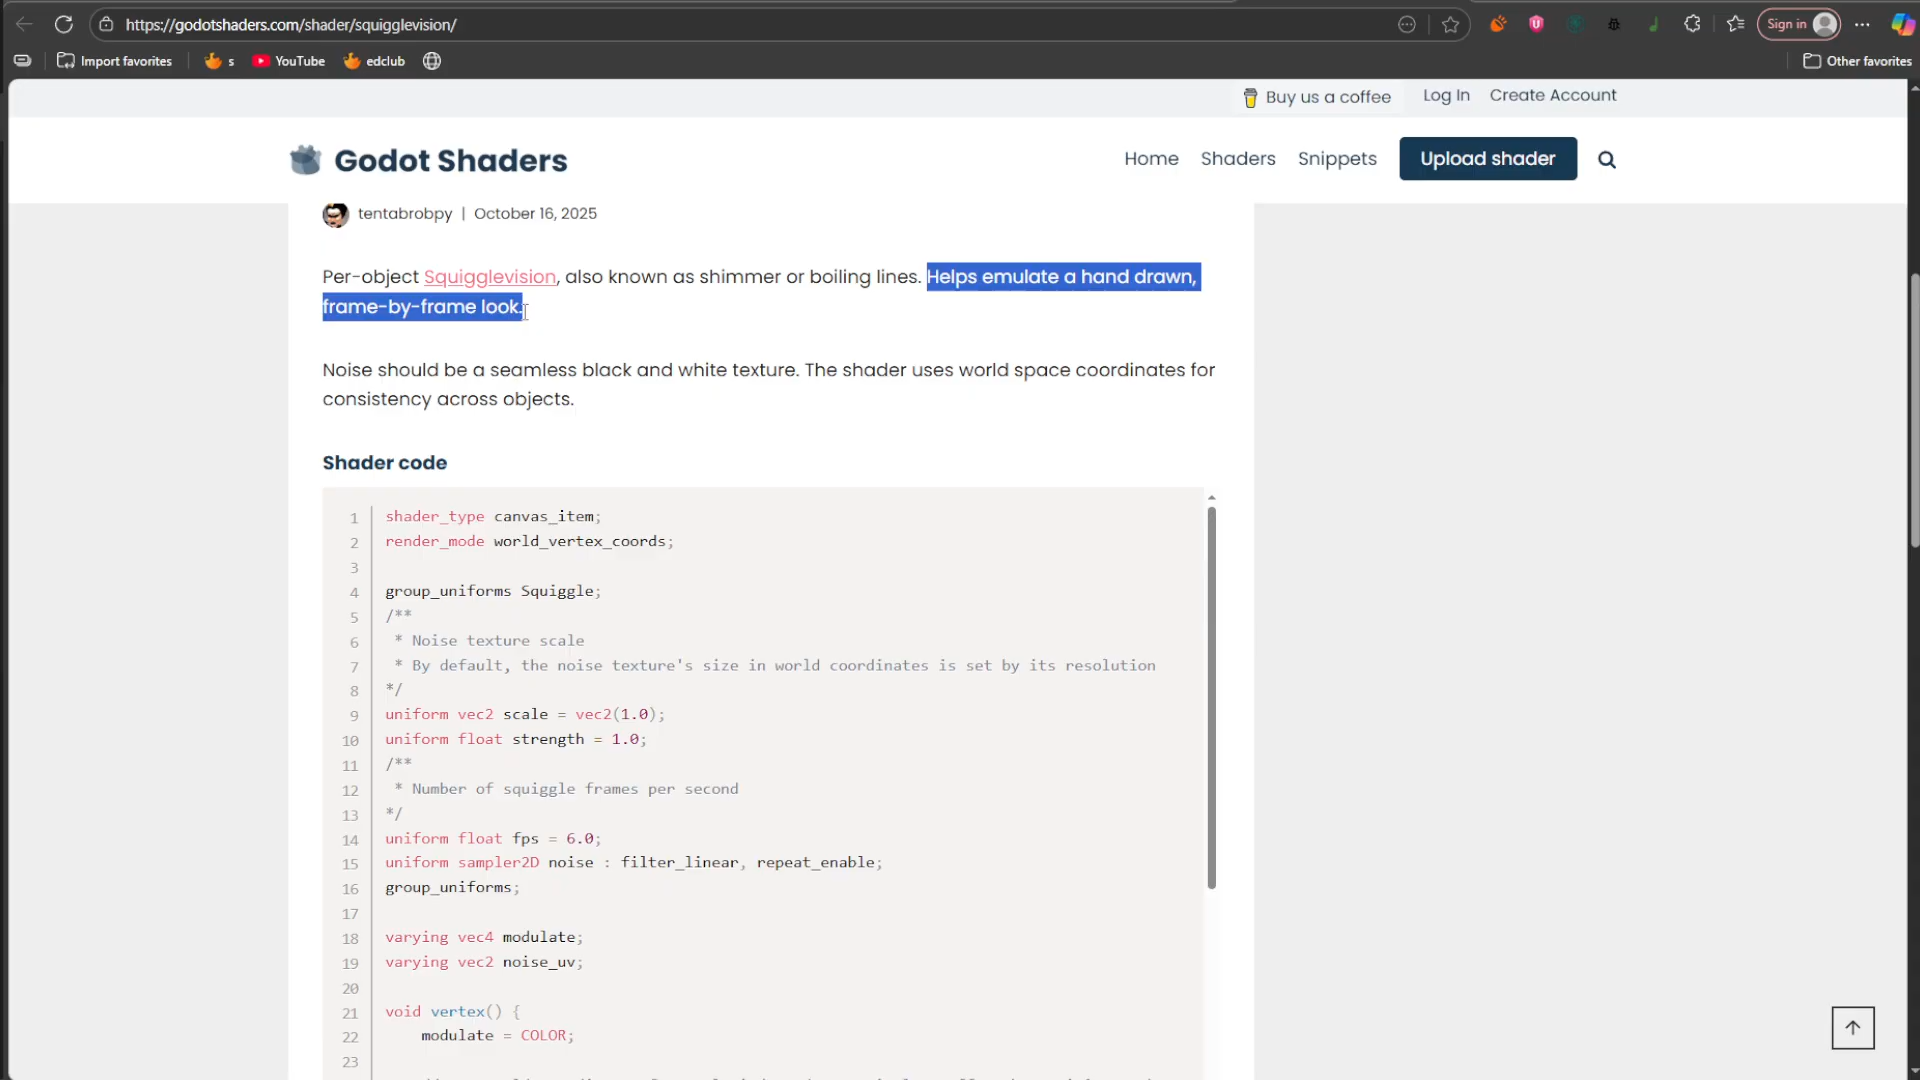 https://godotshaders.com/shader/squigglevision/
Sign in
Import favorites
s
YouTube
edclub
Other favorites
Buy us a coffee
Log In
Create Account
Godot Shaders
Home
Shaders
Snippets
Upload shader
tentabrobpy | October 16, 2025
Per-object Squigglevision, also known as shimmer or boiling lines. Helps emulate a hand drawn,
frame-by-frame look.
Noise should be a seamless black and white texture. The shader uses world space coordinates for
consistency across objects.
Shader code
1 shader_type canvas_item;
2 render_mode world_vertex_coords;
3
4 group_uniforms Squiggle;
5 /**
6 * Noise texture scale
7 * By default, the noise texture's size in world coordinates is set by its resolution
8 */
9 uniform vec2 scale = vec2(1.0);
10 uniform float strength = 1.0;
11 /**
12 * Number of squiggle frames per second
13 */
14 uniform float fps = 6.0;
15 uniform sampler2D noise : filter_linear, repeat_enable;
16 group_uniforms;
17
18 varying vec4 modulate;
19 varying vec2 noise_uv;
20
21 void vertex() {
22 modulate = COLOR;
23